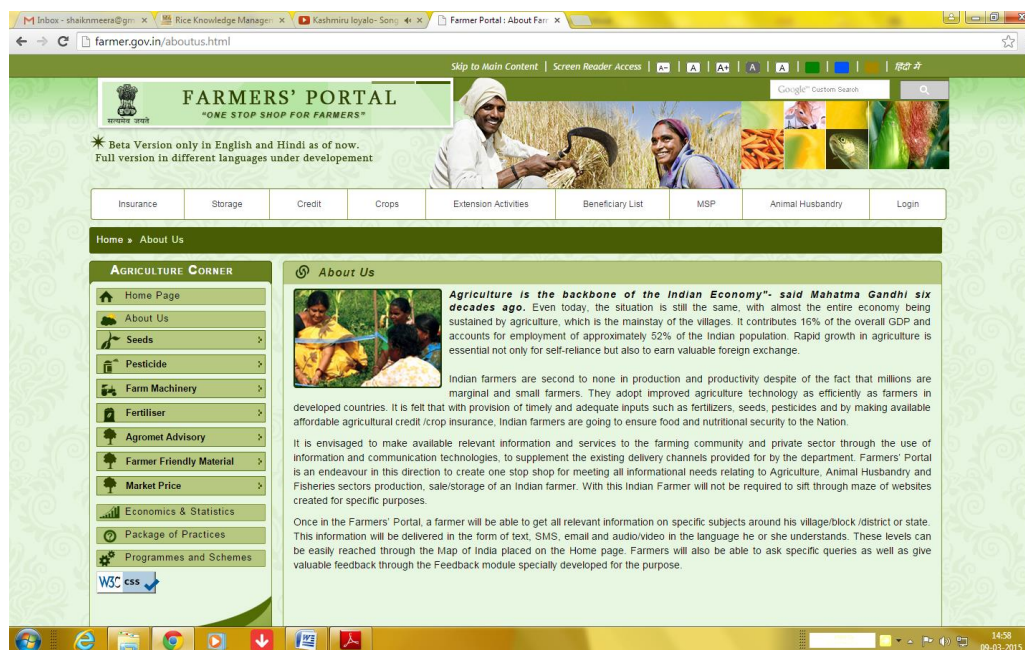 Inbox - shaiknmeera@gm
Rice Knowledge Managem
Kashmiru loyalo- Song
Farmer Portal : About Farm
farmer.gov.in/aboutus.html
Skip to Main Content | Screen Reader Access | A- | A | A+ | A | A | हिंदी में
सत्यमेव जयते
FARMERS' PORTAL
"ONE STOP SHOP FOR FARMERS"
Google™ Custom Search
Beta Version only in English and Hindi as of now.
Full version in different languages under developement
Insurance Storage Credit Crops Extension Activities Beneficiary List MSP Animal Husbandry Login
Home » About Us
AGRICULTURE CORNER
Home Page
About Us
Seeds
Pesticide
Farm Machinery
Fertiliser
Agromet Advisory
Farmer Friendly Material
Market Price
Economics & Statistics
Package of Practices
Programmes and Schemes
W3C css
About Us
Agriculture is the backbone of the Indian Economy"- said Mahatma Gandhi six
decades ago. Even today, the situation is still the same, with almost the entire economy being
sustained by agriculture, which is the mainstay of the villages. It contributes 16% of the overall GDP and
accounts for employment of approximately 52% of the Indian population. Rapid growth in agriculture is
essential not only for self-reliance but also to earn valuable foreign exchange.
Indian farmers are second to none in production and productivity despite of the fact that millions are
marginal and small farmers. They adopt improved agriculture technology as efficiently as farmers in
developed countries. It is felt that with provision of timely and adequate inputs such as fertilizers, seeds, pesticides and by making available
affordable agricultural credit /crop insurance, Indian farmers are going to ensure food and nutritional security to the Nation.
It is envisaged to make available relevant information and services to the farming community and private sector through the use of
information and communication technologies, to supplement the existing delivery channels provided for by the department. Farmers' Portal
is an endeavour in this direction to create one stop shop for meeting all informational needs relating to Agriculture, Animal Husbandry and
Fisheries sectors production, sale/storage of an Indian farmer. With this Indian Farmer will not be required to sift through maze of websites
created for specific purposes.
Once in the Farmers' Portal, a farmer will be able to get all relevant information on specific subjects around his village/block /district or state.
This information will be delivered in the form of text, SMS, email and audio/video in the language he or she understands. These levels can
be easily reached through the Map of India placed on the Home page. Farmers will also be able to ask specific queries as well as give
valuable feedback through the Feedback module specially developed for the purpose.
14:58
09-03-2015